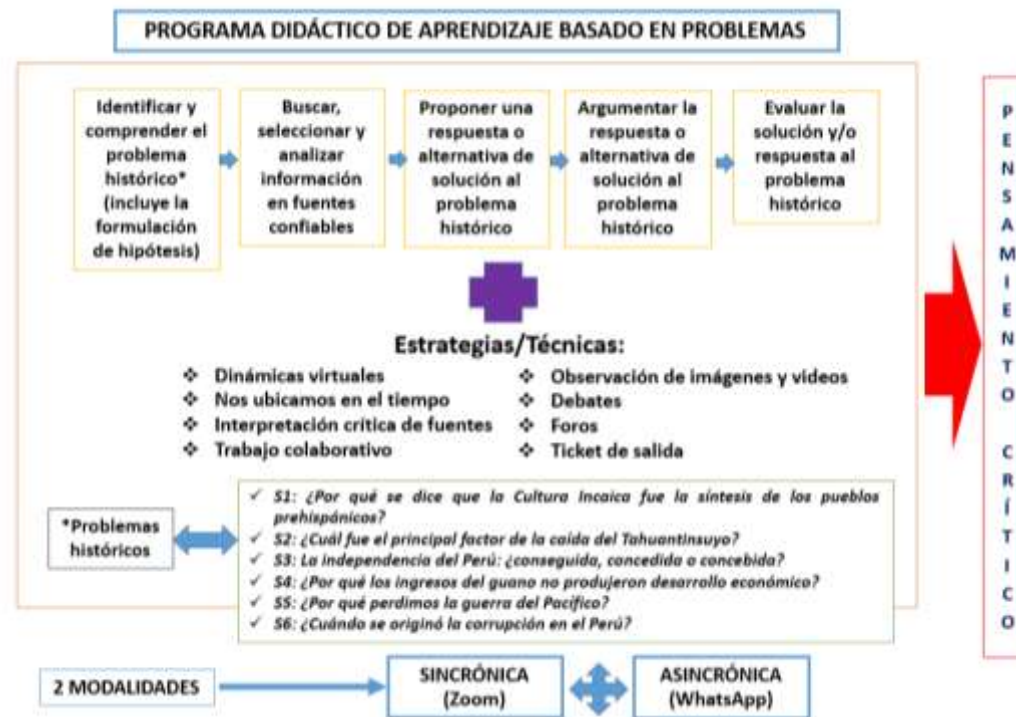 PROGRAMA DIDÁCTICO DE APRENDIZAJE BASADO EN PROBLEMAS
Identificar y
comprender el
problema
histórico*
(incluye la
formulación
de hipótesis)
Buscar,
seleccionar y
analizar
información
en fuentes
confiables
Proponer una
respuesta o
alternativa de
solución al
problema
histórico
Argumentar la
respuesta o
alternativa de
solución al
problema
histórico
Evaluar la
solución y/o
respuesta al
problema
histórico
Estrategias/Técnicas:
❖ Dinámicas virtuales
❖ Nos ubicamos en el tiempo
❖ Interpretación crítica de fuentes
❖ Trabajo colaborativo
❖ Observación de imágenes y videos
❖ Debates
❖ Foros
❖ Ticket de salida
*Problemas
históricos
✓ S1: ¿Por qué se dice que la Cultura Incaica fue la síntesis de los pueblos
prehispánicos?
✓ S2: ¿Cuál fue el principal factor de la caída del Tahuantinsuyo?
✓ S3: La independencia del Perú: ¿conseguida, concedida o concebida?
✓ S4: ¿Por qué los ingresos del guano no produjeron desarrollo económico?
✓ S5: ¿Por qué perdimos la guerra del Pacífico?
✓ S6: ¿Cuándo se originó la corrupción en el Perú?
2 MODALIDADES
SINCRÓNICA
(Zoom)
ASINCRÓNICA
(WhatsApp)
PENSAMIENTO CRÍTICO